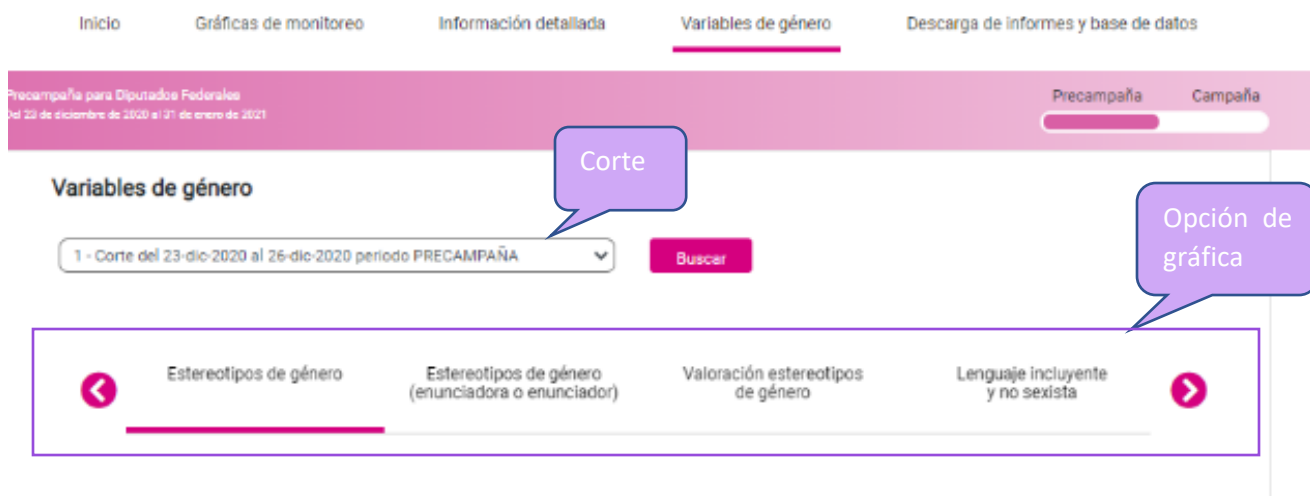 Inicio Gráficas de monitoreo Información detallada Variables de género Descarga de informes y base de datos
Precampaña para Diputados Federales
Del 23 de diciembre de 2020 al 31 de enero de 2021
Precampaña Campaña
Corte
Variables de género
Opción de
gráfica
1 - Corte del 23-dic-2020 al 26-dic-2020 periodo PRECAMPAÑA
Buscar
Estereotipos de género
Estereotipos de género
(enunciadora o enunciador)
Valoración estereotipos
de género
Lenguaje incluyente
y no sexista